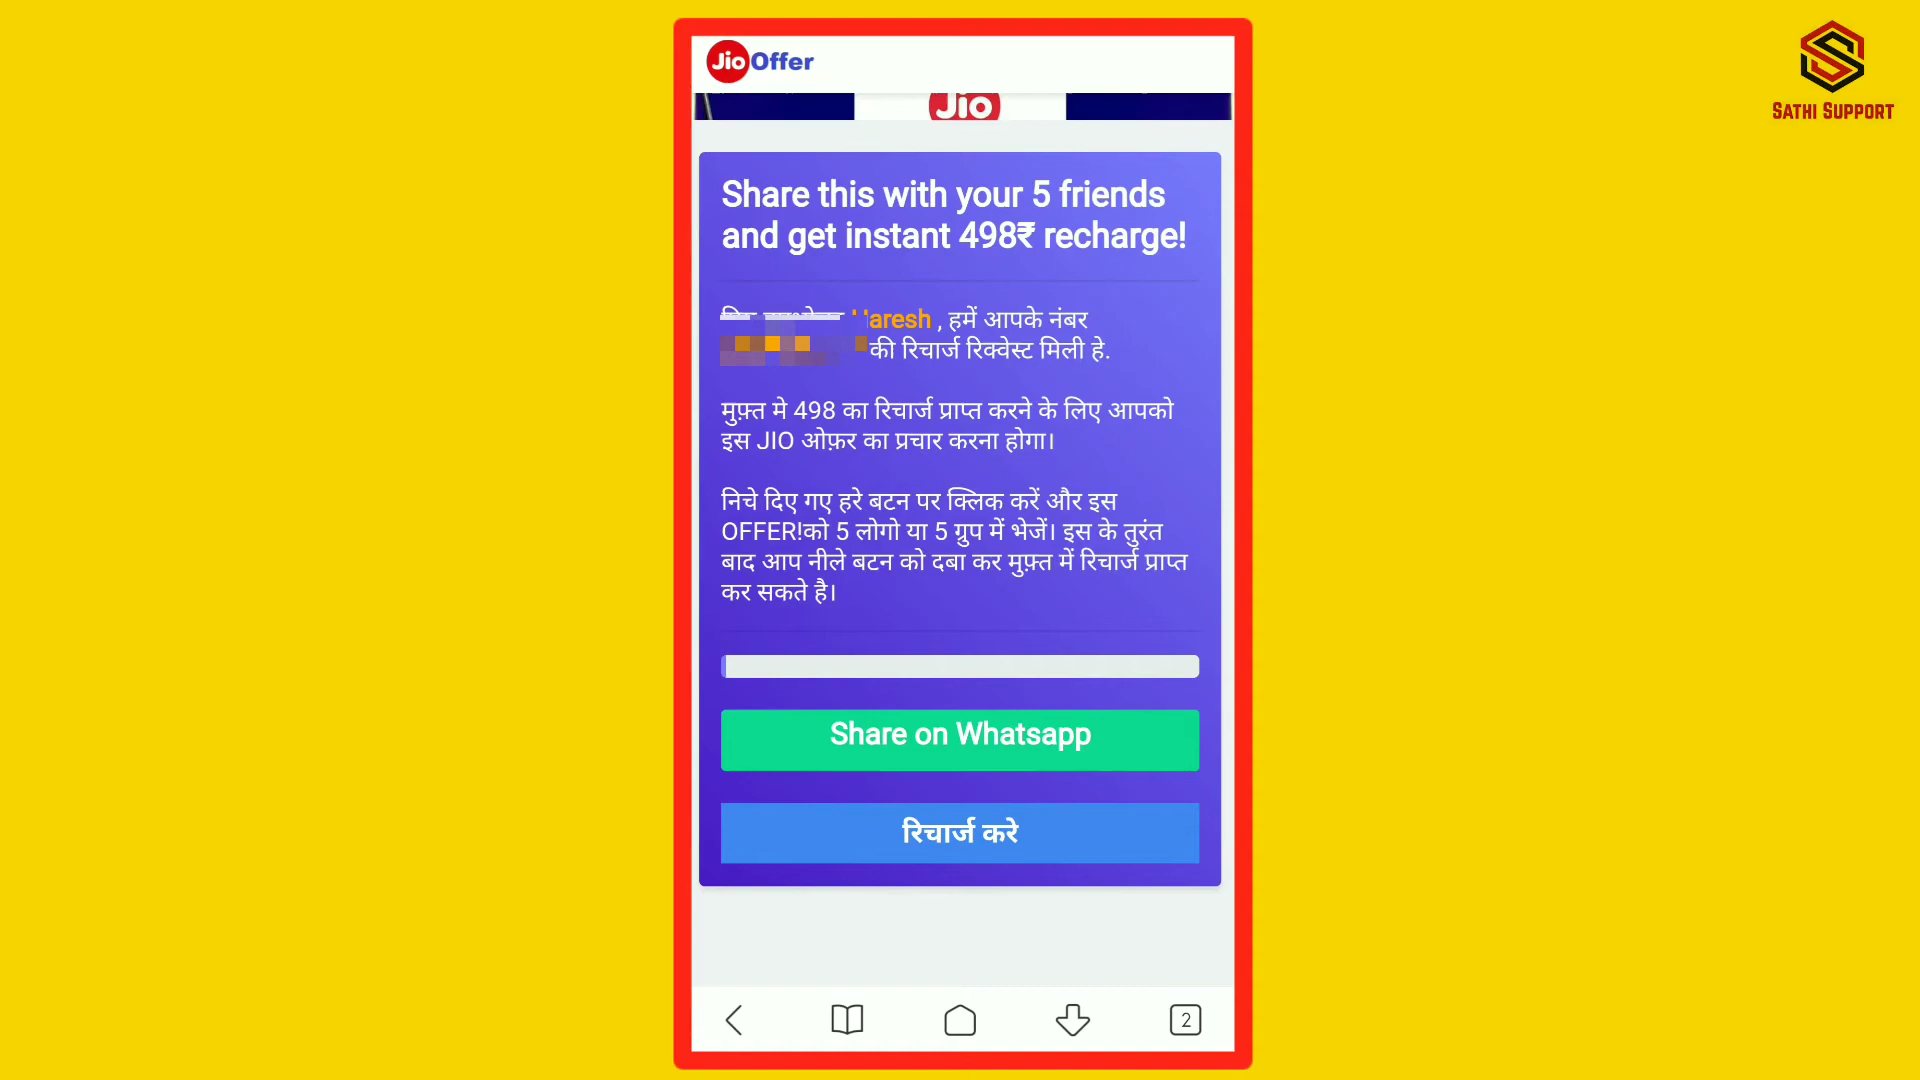 Jio Offer
SATHI SUPPORT
Jio
Share this with your 5 friends
and get instant 498₹ recharge!
aresh , हमें आपके नंबर
की रिचार्ज रिक्वेस्ट मिली हे.
मुफ़्त मे 498 का रिचार्ज प्राप्त करने के लिए आपको
इस JIO ओफ़र का प्रचार करना होगा।
निचे दिए गए हरे बटन पर क्लिक करें और इस
OFFER!को 5 लोगो या 5 ग्रुप में भेजें। इस के तुरंत
बाद आप नीले बटन को दबा कर मुफ़्त में रिचार्ज प्राप्त
कर सकते है।
Share on Whatsapp
रिचार्ज करे
2